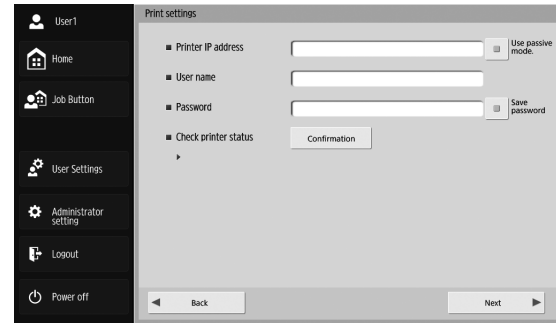 User1
Home
Job Button
User Settings
Administrator
setting
Logout
Power off
Print settings
Printer IP address
Use passive
mode.
User name
Password
Save
password
Check printer status
Confirmation
Back
Next